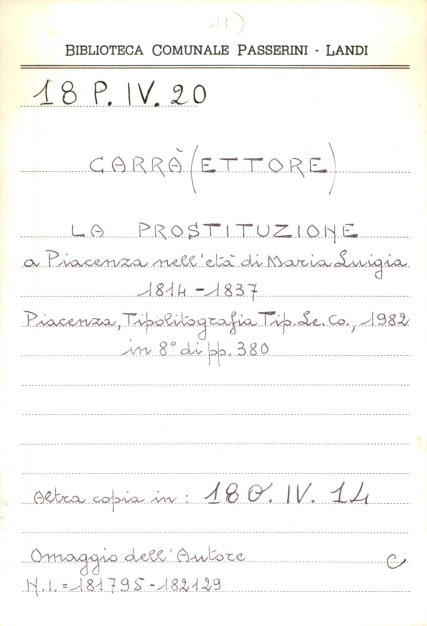 11)
BIBLIOTECA COMUNALE PASSERINI - LANDI
18 P. IV. 20
CARRÀ (ETTORE)
LA PROSTITUZIONE
a Piacenza nell'età di Maria Luigia
1814 - 1837
Piacenza, Tipolitografia Tip. Le. Co., 1982
in 8° di pp. 380
Altra copia in : 18 O. IV. 14
Omaggio dell'Autore
C
N. I. = 181795 - 182129